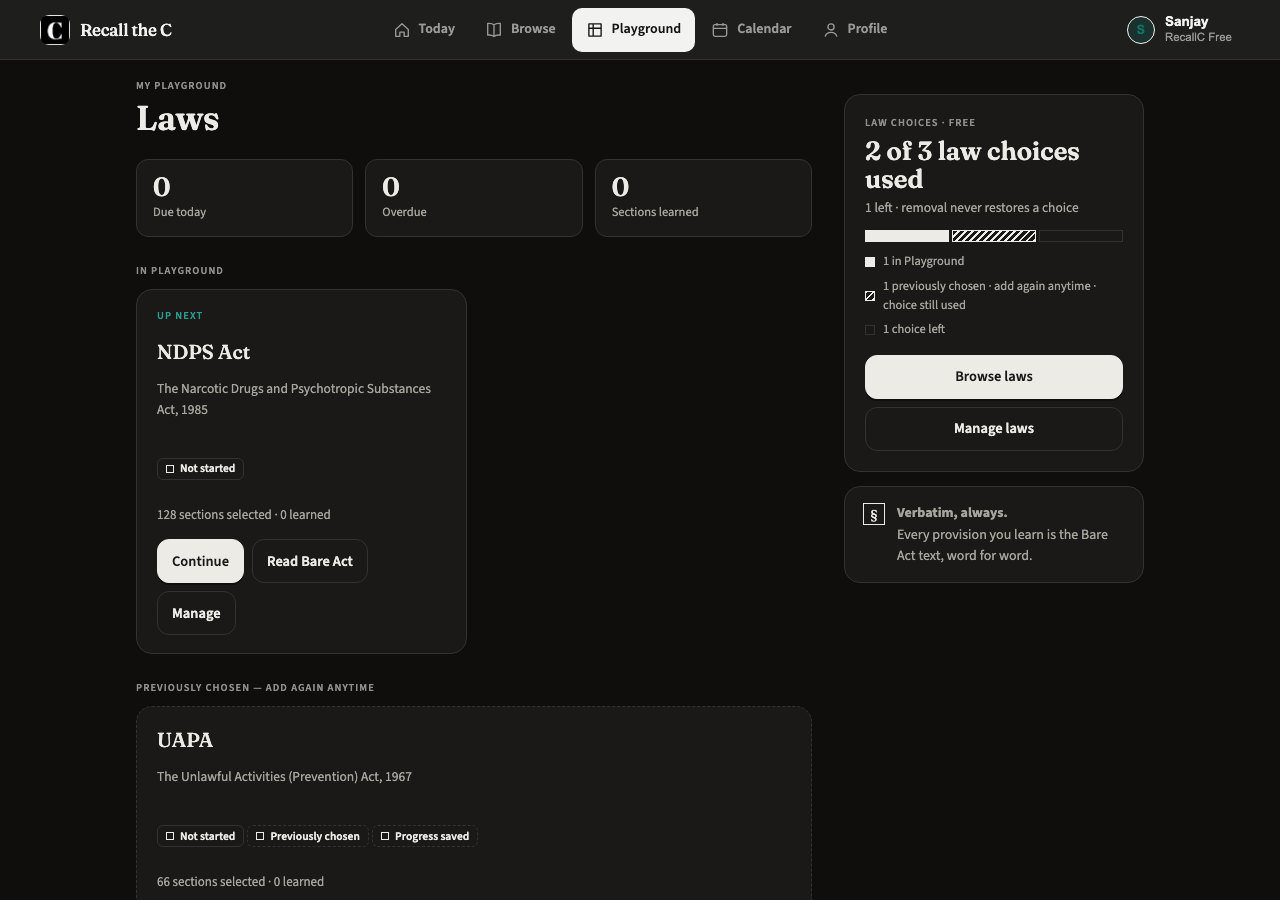 C Recall the C
Today
Browse
Playground
Calendar
Profile
S
Sanjay
RecallC Free
MY PLAYGROUND
Laws
0
Due today
0
Overdue
0
Sections learned
IN PLAYGROUND
UP NEXT
NDPS Act
The Narcotic Drugs and Psychotropic Substances
Act, 1985
Not started
128 sections selected · 0 learned
Continue
Read Bare Act
Manage
PREVIOUSLY CHOSEN — ADD AGAIN ANYTIME
UAPA
The Unlawful Activities (Prevention) Act, 1967
Not started
Previously chosen
Progress saved
66 sections selected · 0 learned
LAW CHOICES · FREE
2 of 3 law choices
used
1 left · removal never restores a choice
1 in Playground
1 previously chosen · add again anytime ·
choice still used
1 choice left
Browse laws
Manage laws
§
Verbatim, always.
Every provision you learn is the Bare
Act text, word for word.